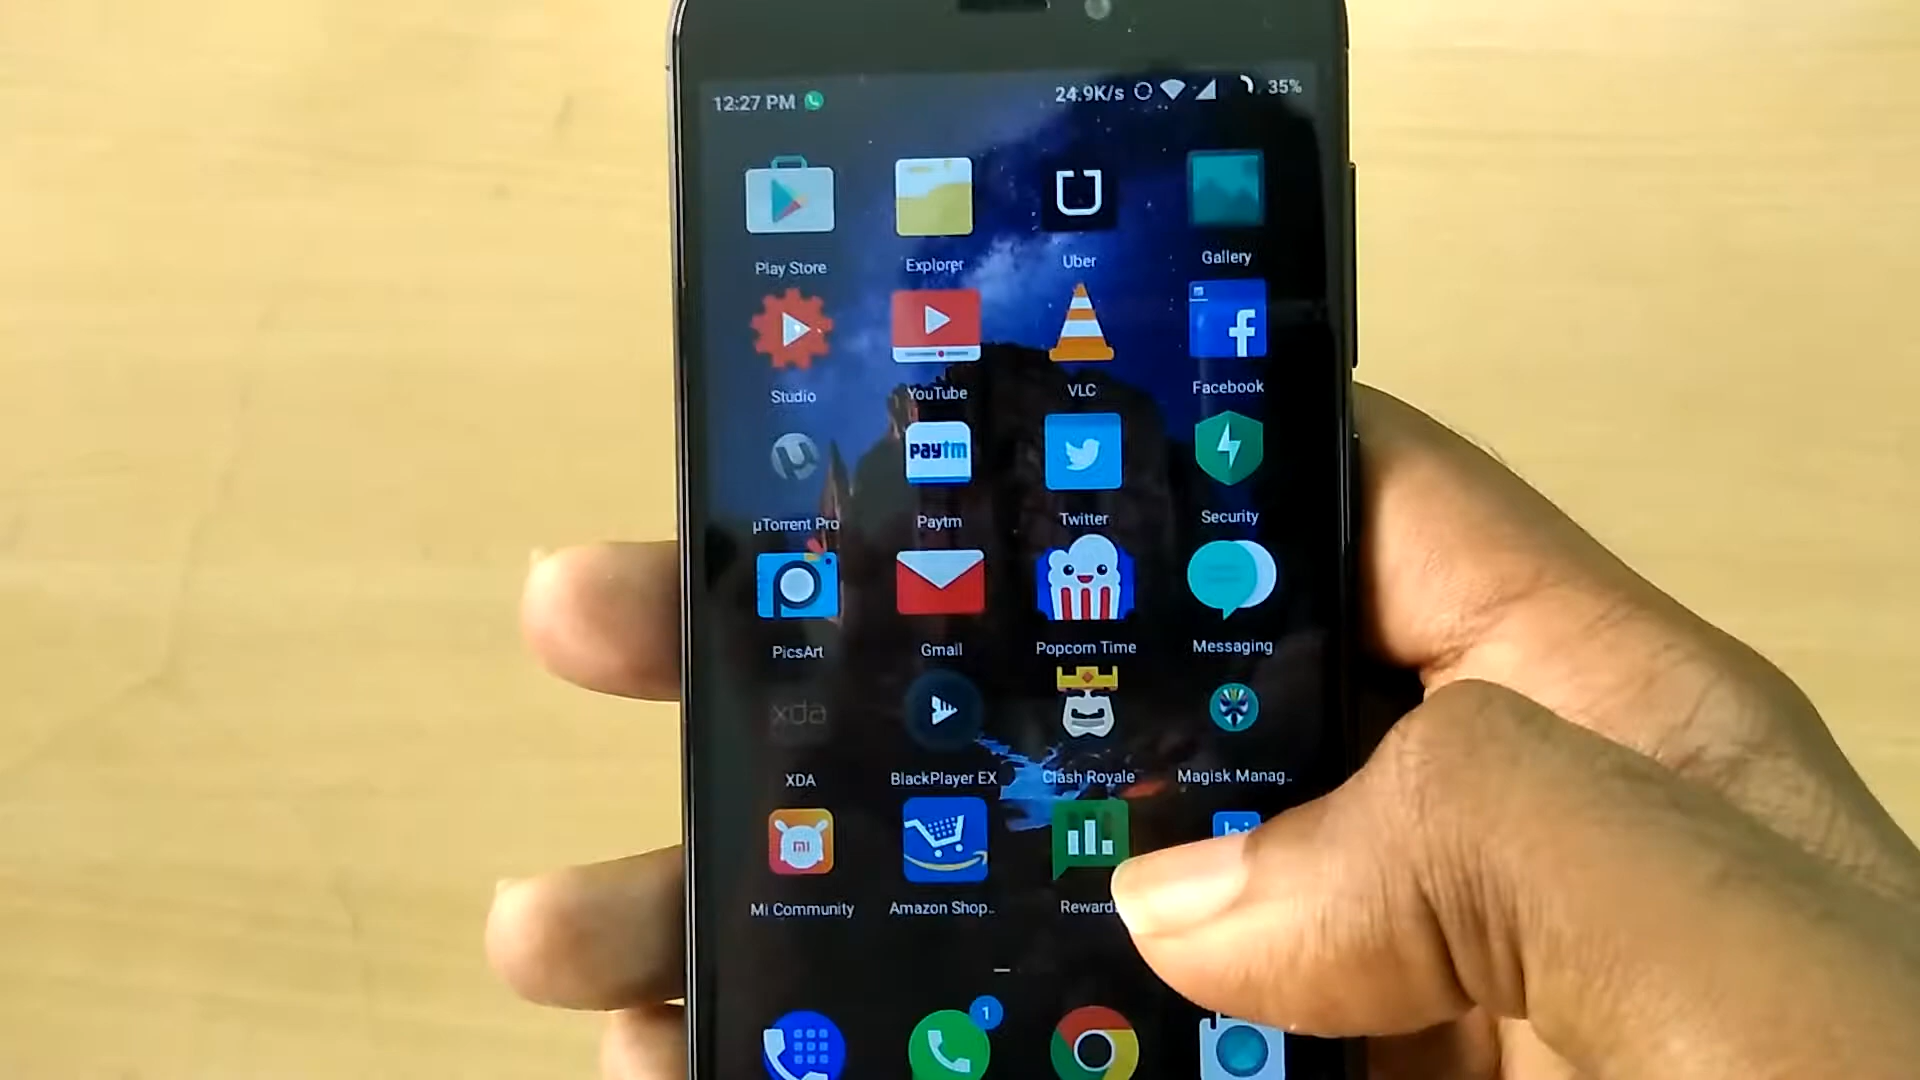 12:27 PM 24.9K/s 35%
Play Store Explorer Uber Gallery
Studio YouTube VLC Facebook
paytm
µTorrent Pro Paytm Twitter Security
PicsArt Gmail Popcorn Time Messaging
xda
XDA BlackPlayer EX Clash Royale Magisk Manag..
mi
Mi Community Amazon Shop..
1